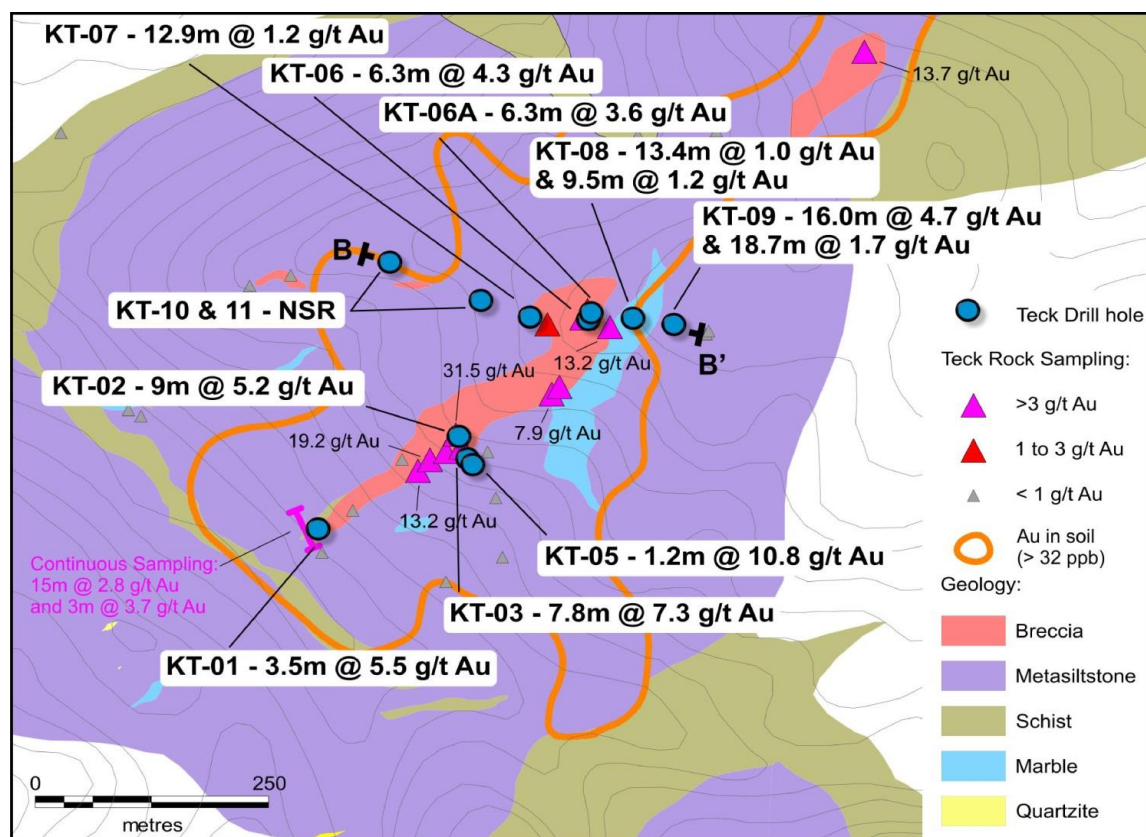 KT-07 - 12.9m @ 1.2 g/t Au
KT-06 - 6.3m @ 4.3 g/t Au
KT-06A - 6.3m @ 3.6 g/t Au
KT-08 - 13.4m @ 1.0 g/t Au
& 9.5m @ 1.2 g/t Au
KT-09 - 16.0m @ 4.7 g/t Au
& 18.7m @ 1.7 g/t Au
13.7 g/t Au
B
KT-10 & 11 - NSR
B'
13.2 g/t Au
31.5 g/t Au
KT-02 - 9m @ 5.2 g/t Au
19.2 g/t Au
7.9 g/t Au
13.2 g/t Au
KT-05 - 1.2m @ 10.8 g/t Au
Continuous Sampling:
15m @ 2.8 g/t Au
and 3m @ 3.7 g/t Au
KT-03 - 7.8m @ 7.3 g/t Au
KT-01 - 3.5m @ 5.5 g/t Au
0 250
metres
Teck Drill hole
Teck Rock Sampling:
>3 g/t Au
1 to 3 g/t Au
< 1 g/t Au
Au in soil
(> 32 ppb)
Geology:
Breccia
Metasiltstone
Schist
Marble
Quartzite